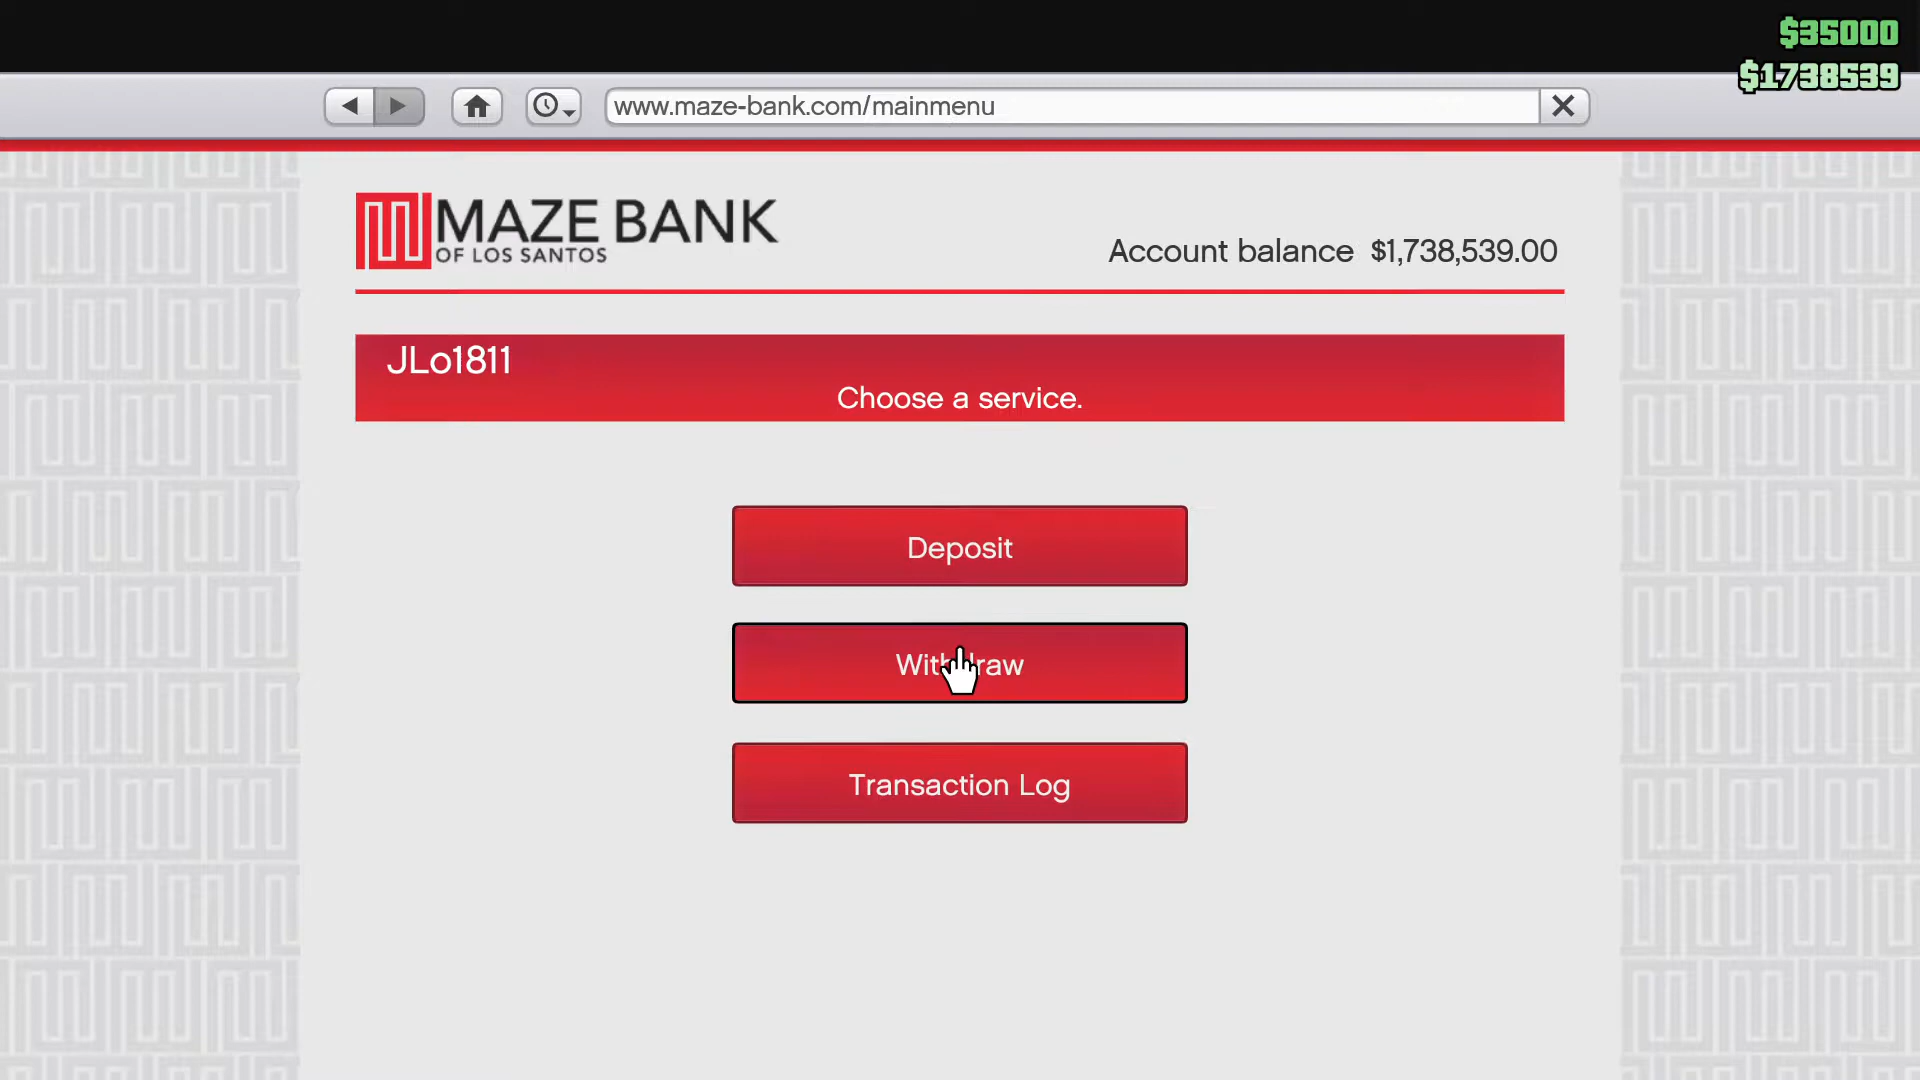 $35000
$1738539
www.maze-bank.com/mainmenu
MAZE BANK
OF LOS SANTOS
Account balance $1,738,539.00
JLo1811
Choose a service.
Deposit
Withdraw
Transaction Log